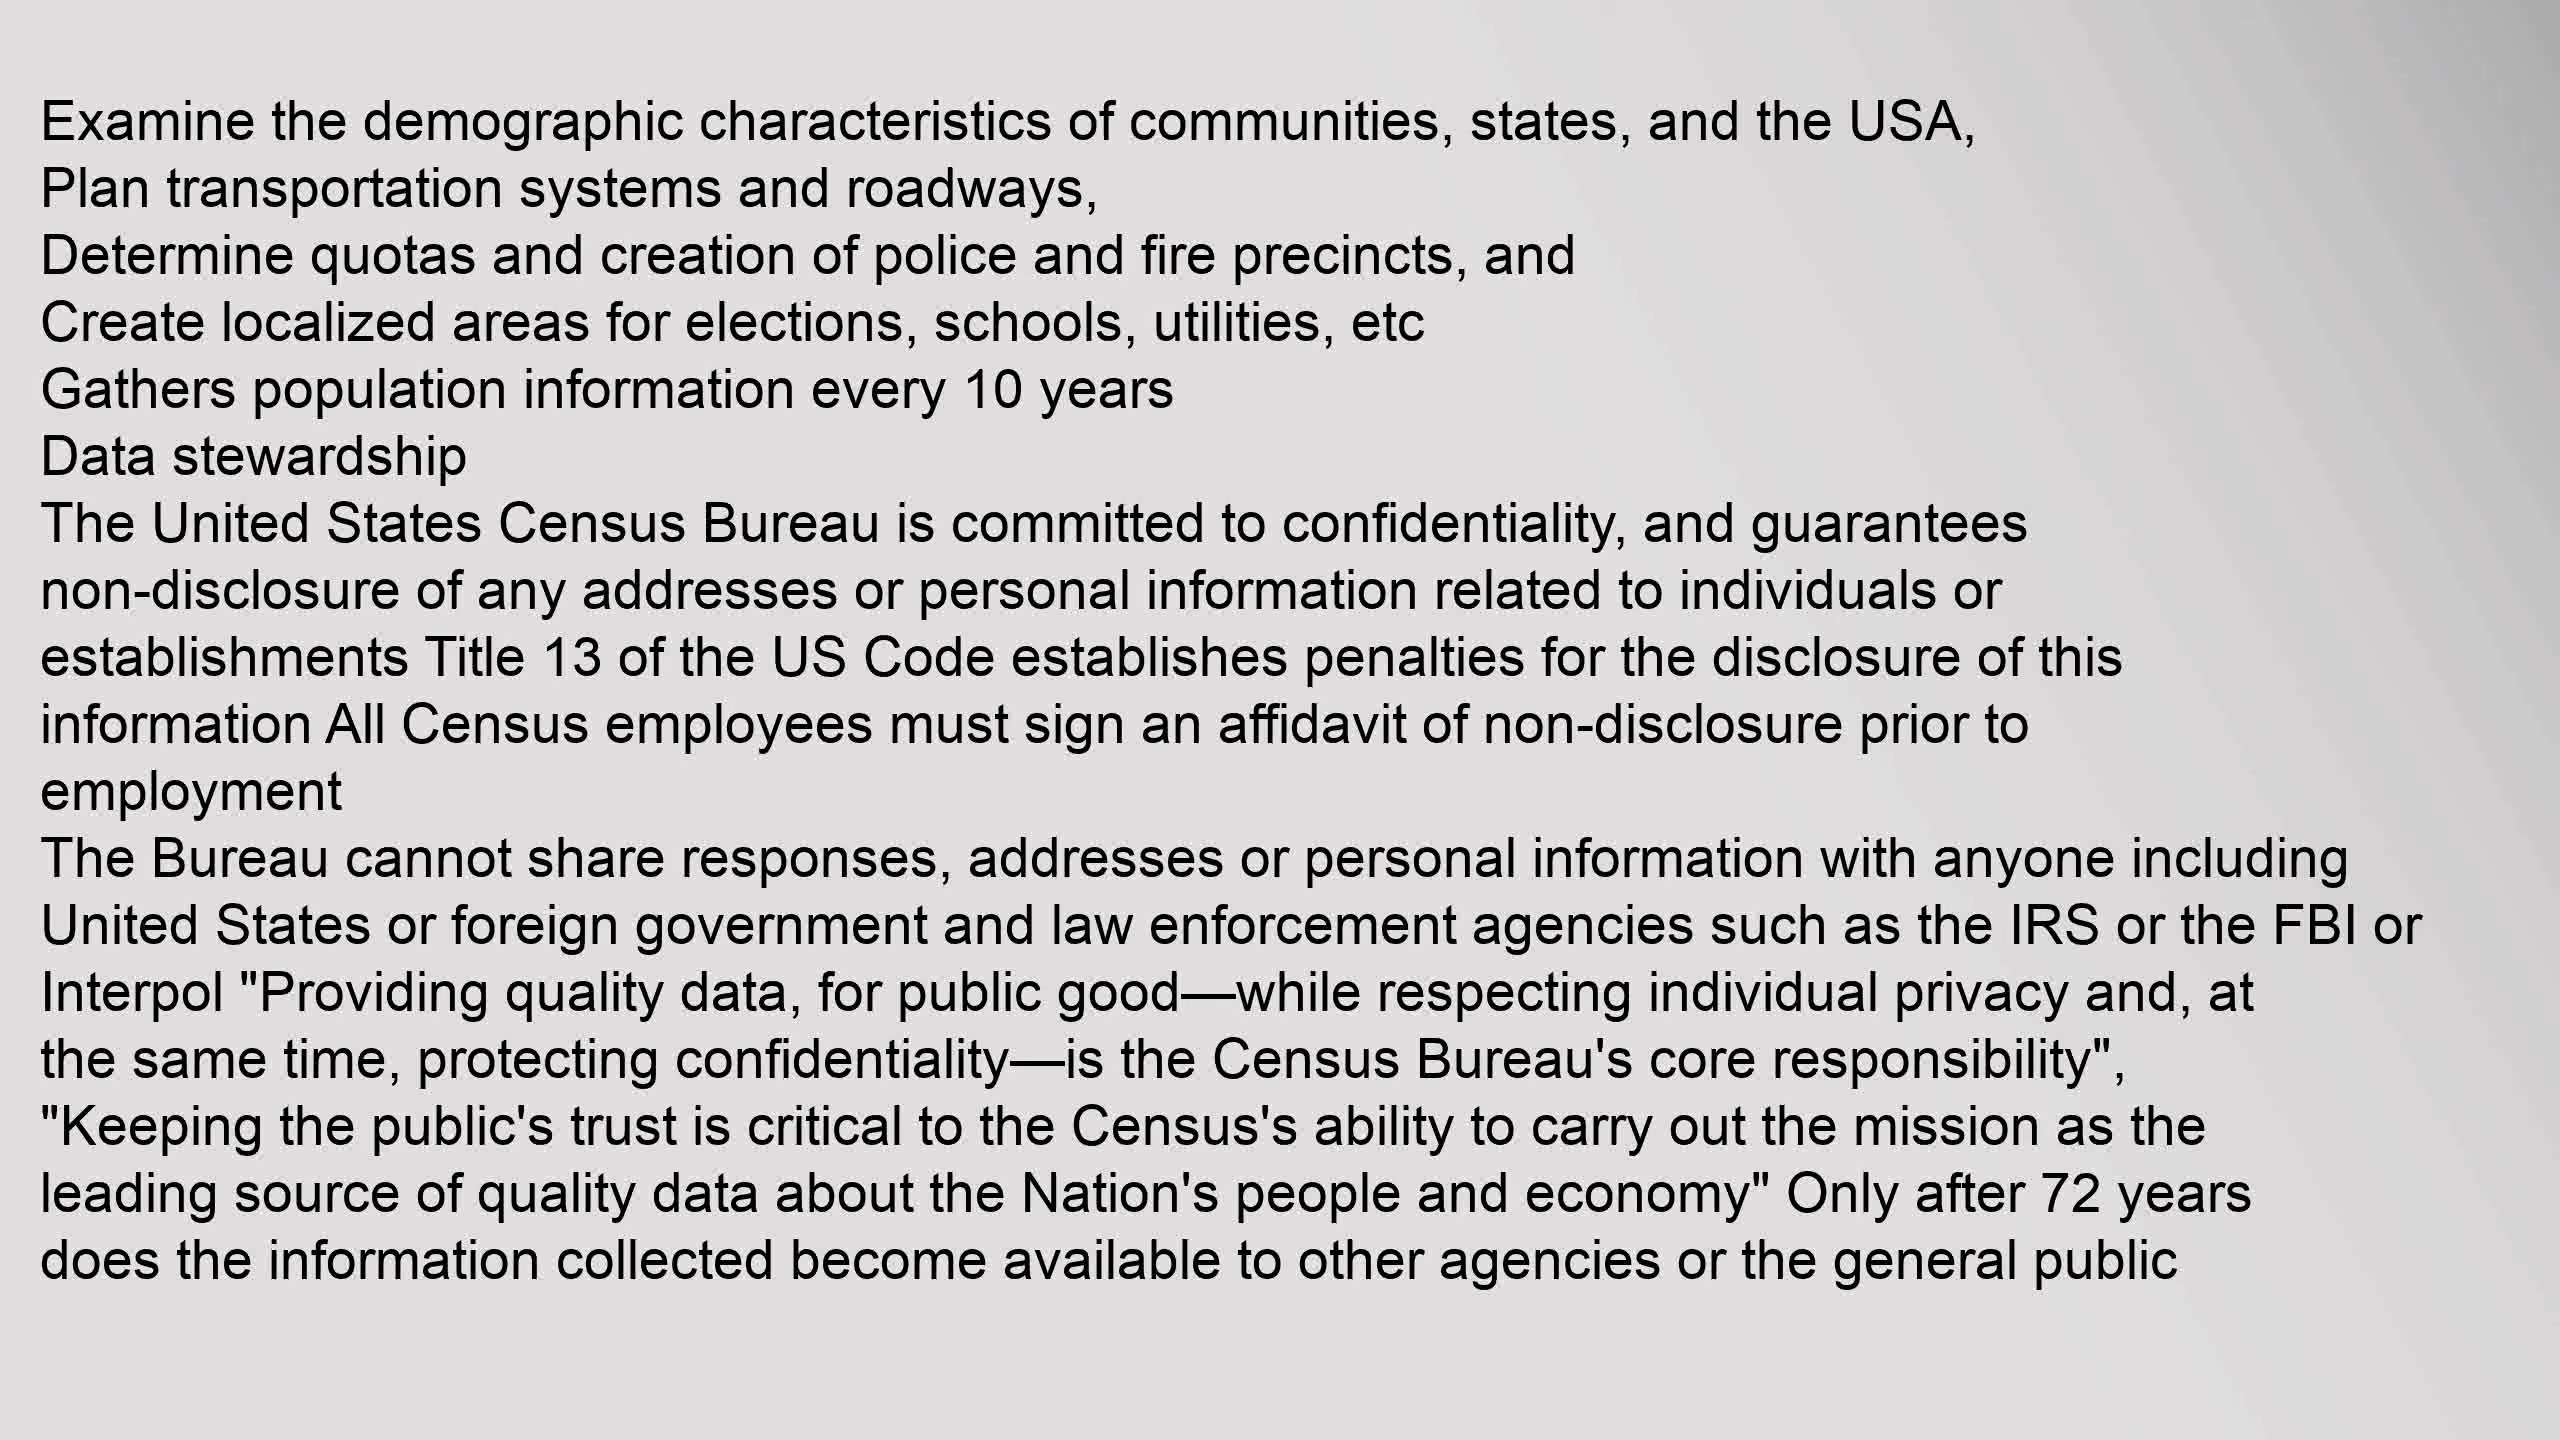 Examine the demographic characteristics of communities, states, and the USA,
Plan transportation systems and roadways,
Determine quotas and creation of police and fire precincts, and
Create localized areas for elections, schools, utilities, etc
Gathers population information every 10 years
Data stewardship
The United States Census Bureau is committed to confidentiality, and guarantees
non-disclosure of any addresses or personal information related to individuals or
establishments Title 13 of the US Code establishes penalties for the disclosure of this
information All Census employees must sign an affidavit of non-disclosure prior to
employment
The Bureau cannot share responses, addresses or personal information with anyone including
United States or foreign government and law enforcement agencies such as the IRS or the FBI or
Interpol "Providing quality data, for public good—while respecting individual privacy and, at
the same time, protecting confidentiality—is the Census Bureau's core responsibility",
"Keeping the public's trust is critical to the Census's ability to carry out the mission as the
leading source of quality data about the Nation's people and economy" Only after 72 years
does the information collected become available to other agencies or the general public